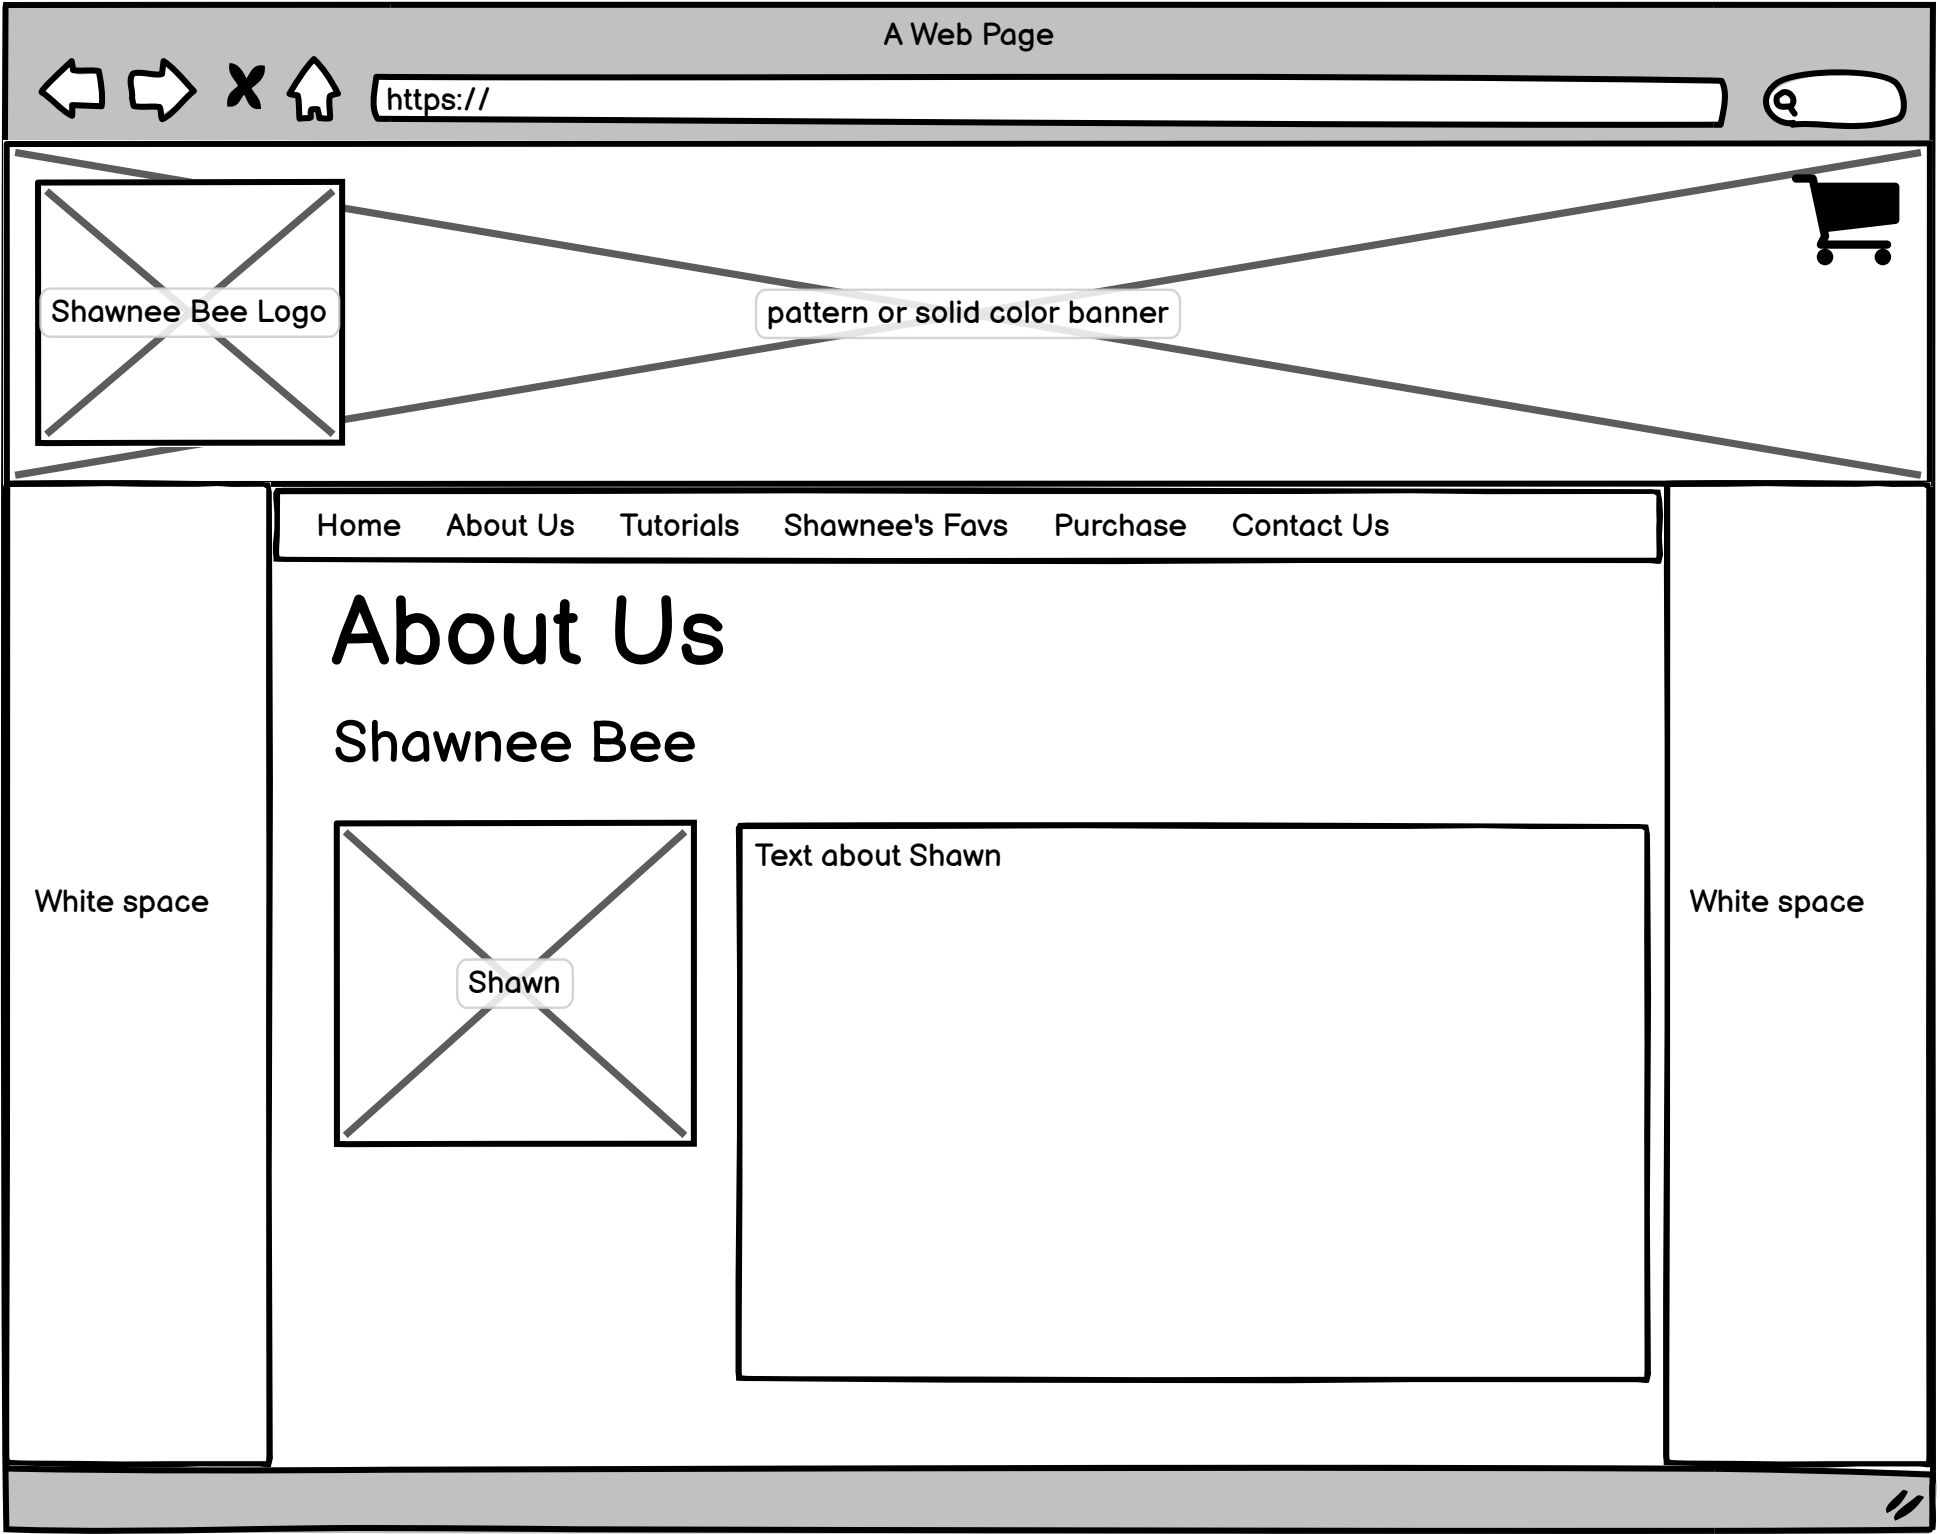 A Web Page
https://
Shawnee Bee Logo
pattern or solid color banner
Home About Us Tutorials Shawnee's Favs Purchase Contact Us
About Us
Shawnee Bee
Text about Shawn
White space
White space
Shawn